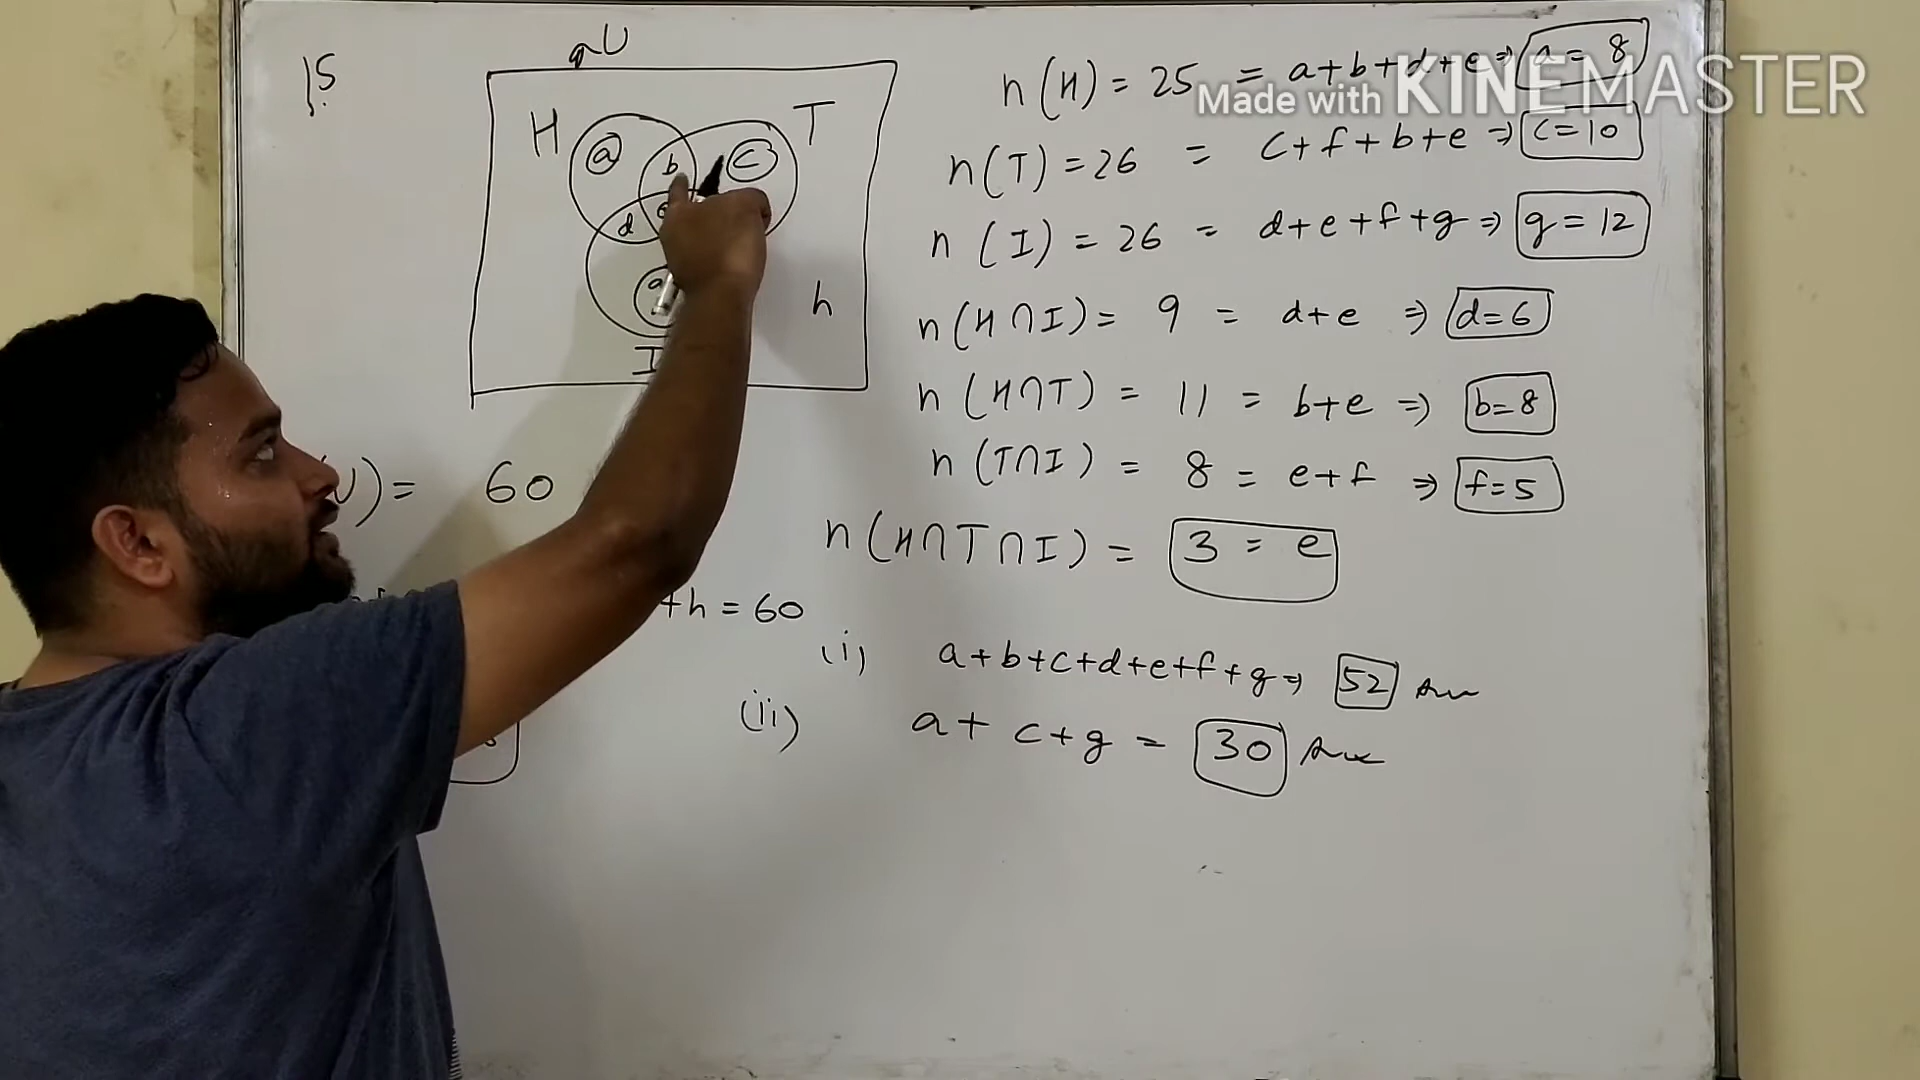 15
U
H
T
a
b
c
d
h
I
n(H) = 25 = a+b+d+e ⇒ a = 8
n(T) = 26 = c+f+b+e ⇒ c=10
n(I) = 26 = d+e+f+g ⇒ g = 12
n(H∩I) = 9 = d+e ⇒ d=6
n(H∩T) = 11 = b+e ⇒ b=8
n(T∩I) = 8 = e+f ⇒ f=5
n(H∩T∩I) = 3 = e
U) = 60
+h = 60
(i) a+b+c+d+e+f+g ⇒ 52 Ans
(ii) a+c+g = 30 Ans
Made with KINEMASTER